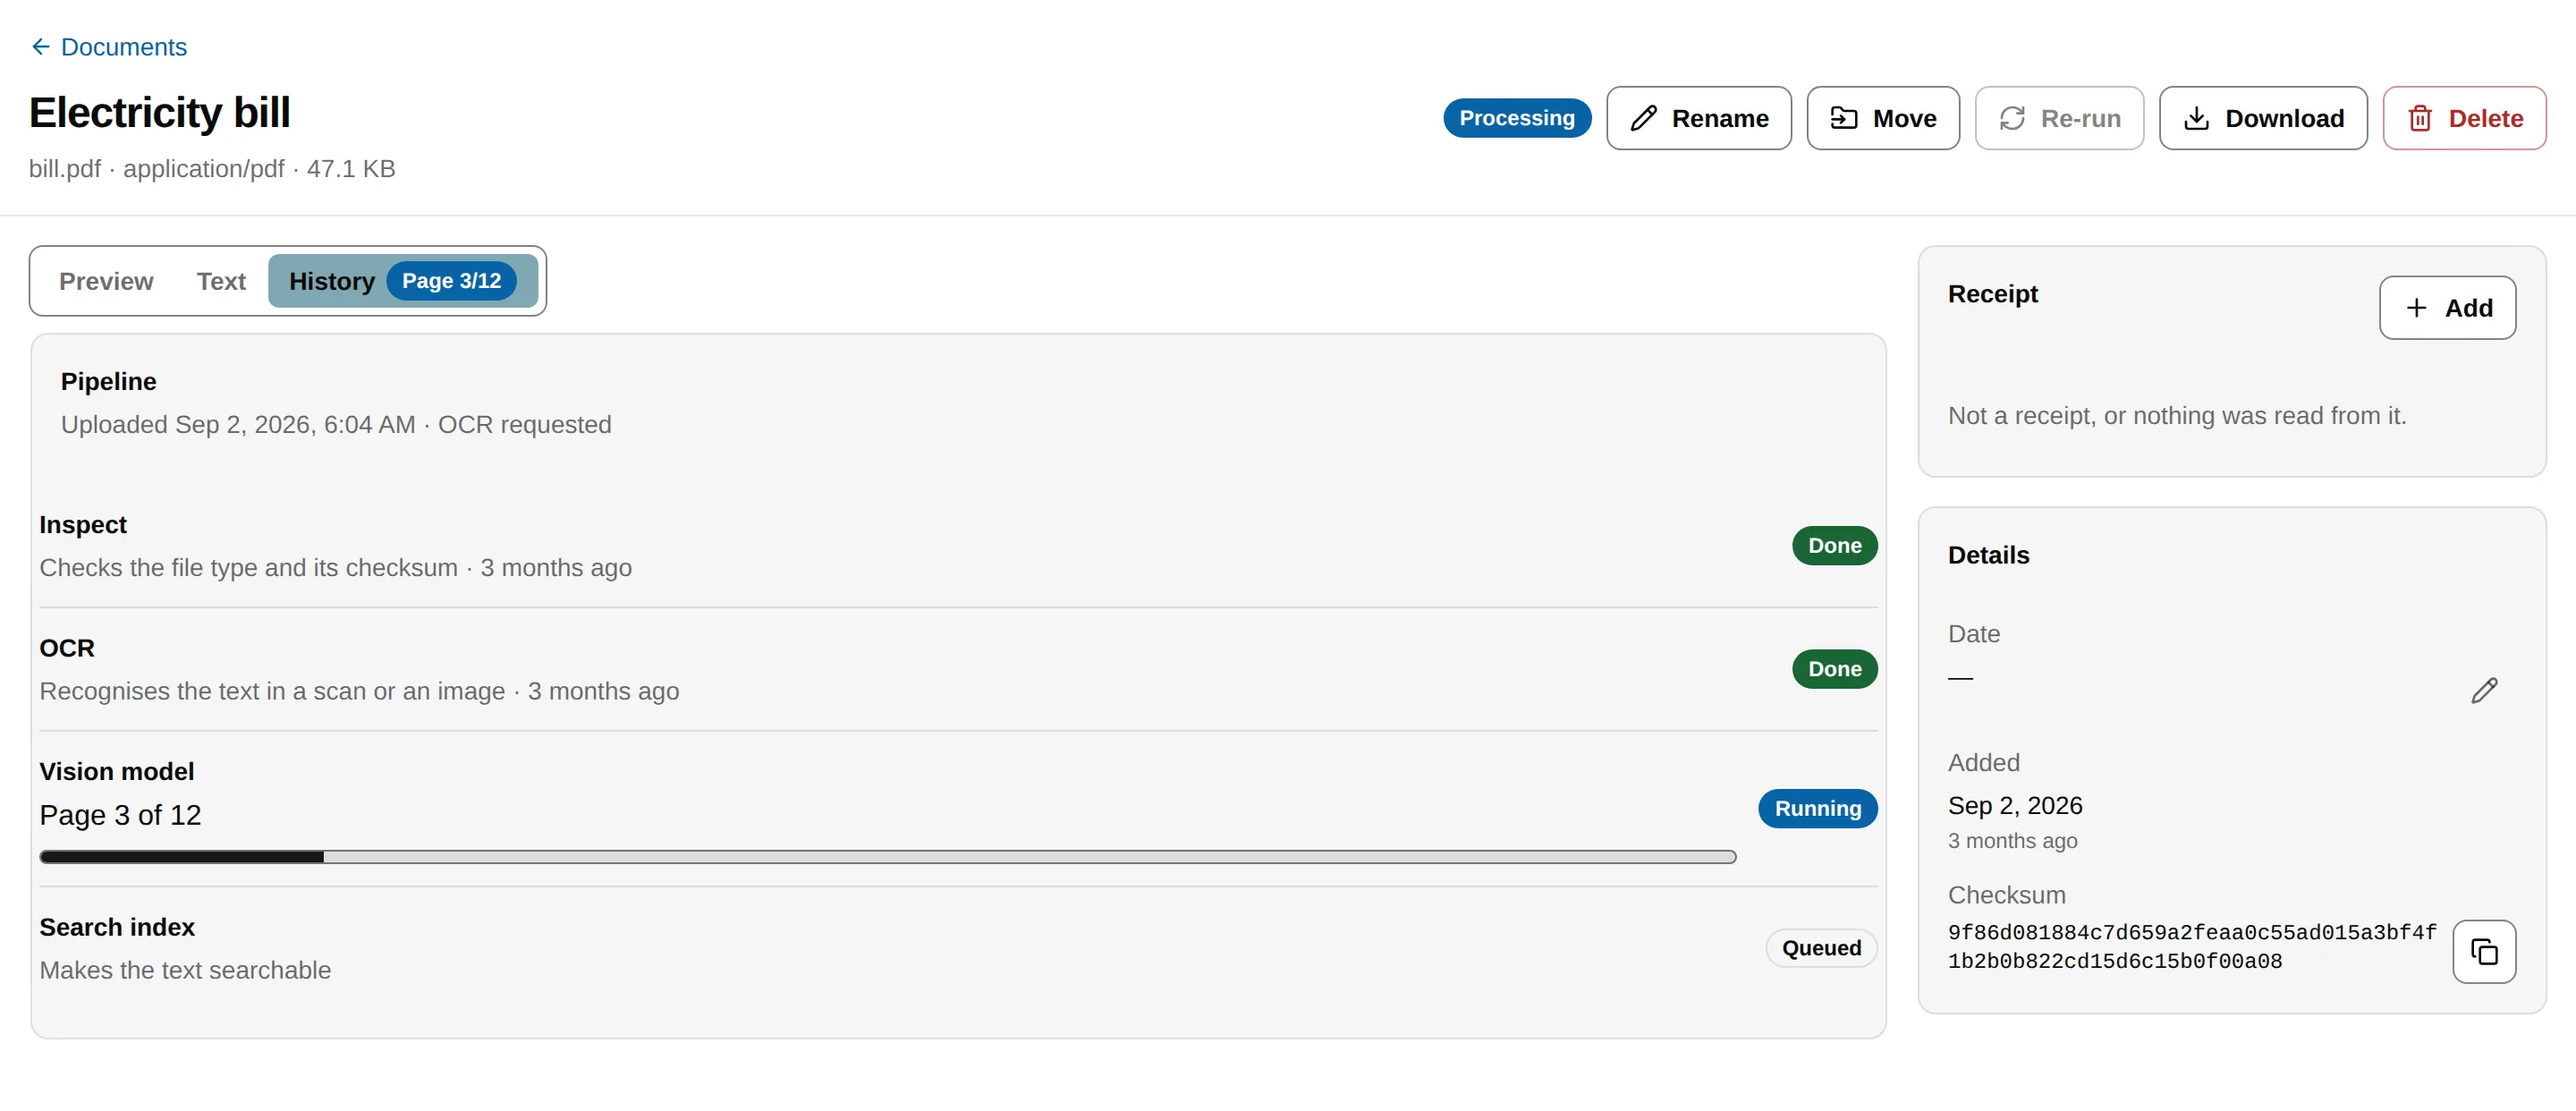 Documents
Electricity bill
bill.pdf · application/pdf · 47.1 KB
Processing
Rename
Move
Re-run
Download
Delete
Preview
Text
History
Page 3/12
Pipeline
Uploaded Sep 2, 2026, 6:04 AM · OCR requested
Inspect
Checks the file type and its checksum · 3 months ago
Done
OCR
Recognises the text in a scan or an image · 3 months ago
Done
Vision model
Page 3 of 12
Running
Search index
Makes the text searchable
Queued
Receipt
Add
Not a receipt, or nothing was read from it.
Details
Date
—
Added
Sep 2, 2026
3 months ago
Checksum
9f86d081884c7d659a2feaa0c55ad015a3bf4f
1b2b0b822cd15d6c15b0f00a08